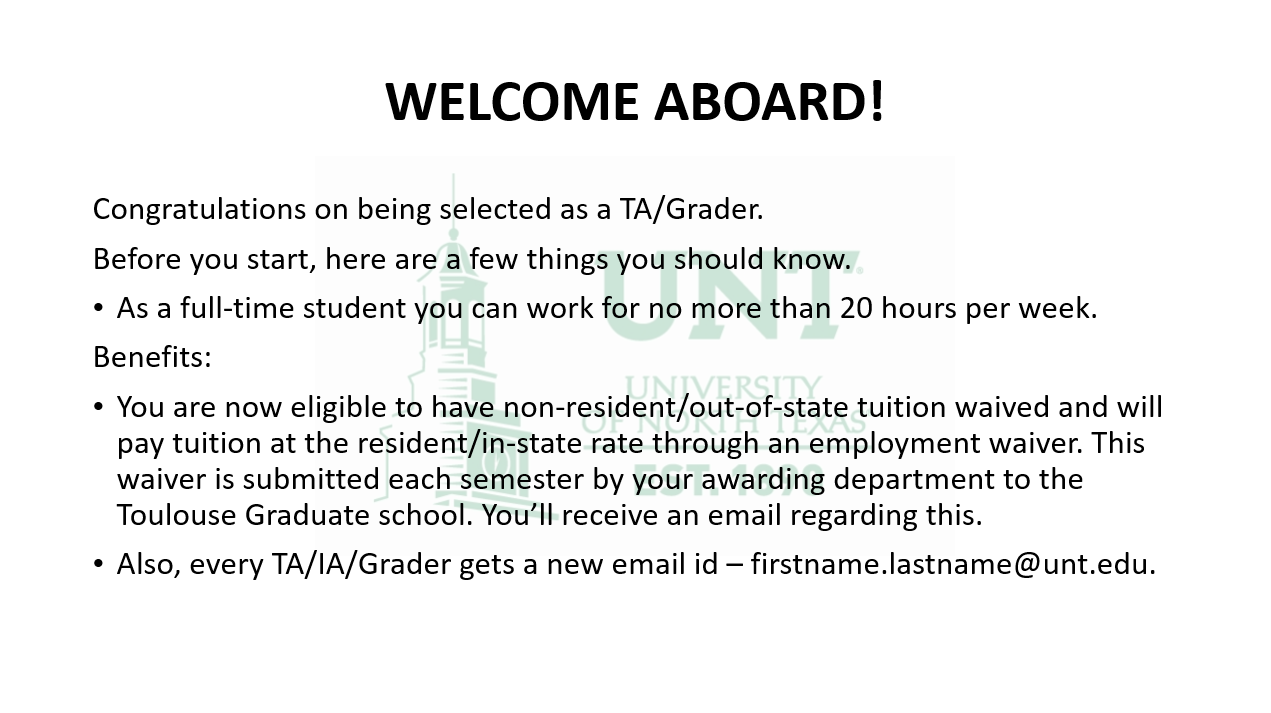 WELCOME ABOARD!
Congratulations on being selected as a TA/Grader.
Before you start, here are a few things you should know.
• As a full-time student you can work for no more than 20 hours per week.
Benefits:
• You are now eligible to have non-resident/out-of-state tuition waived and will
pay tuition at the resident/in-state rate through an employment waiver. This
waiver is submitted each semester by your awarding department to the
Toulouse Graduate school. You’ll receive an email regarding this.
• Also, every TA/IA/Grader gets a new email id – firstname.lastname@unt.edu.
UNT®
UNIVERSITY
OF NORTH TEXAS
EST. 1890